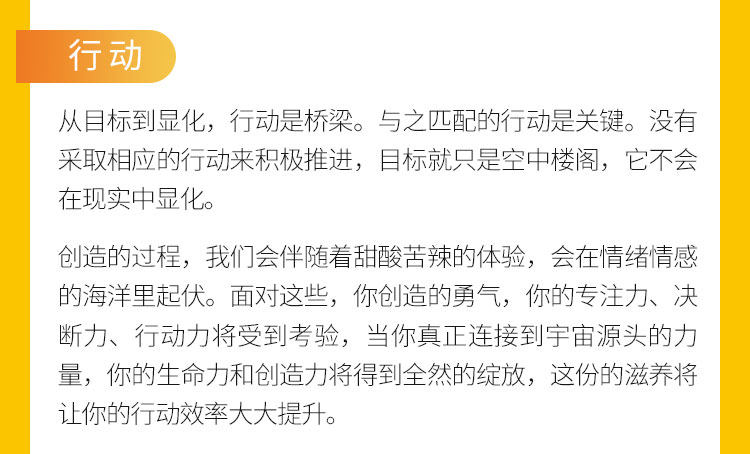 行动
从目标到显化，行动是桥梁。与之匹配的行动是关键。没有
采取相应的行动来积极推进，目标就只是空中楼阁，它不会
在现实中显化。
创造的过程，我们会伴随着甜酸苦辣的体验，会在情绪情感
的海洋里起伏。面对这些，你创造的勇气，你的专注力、决
断力、行动力将受到考验，当你真正连接到宇宙源头的力
量，你的生命力和创造力将得到全然的绽放，这份的滋养将
让你的行动效率大大提升。